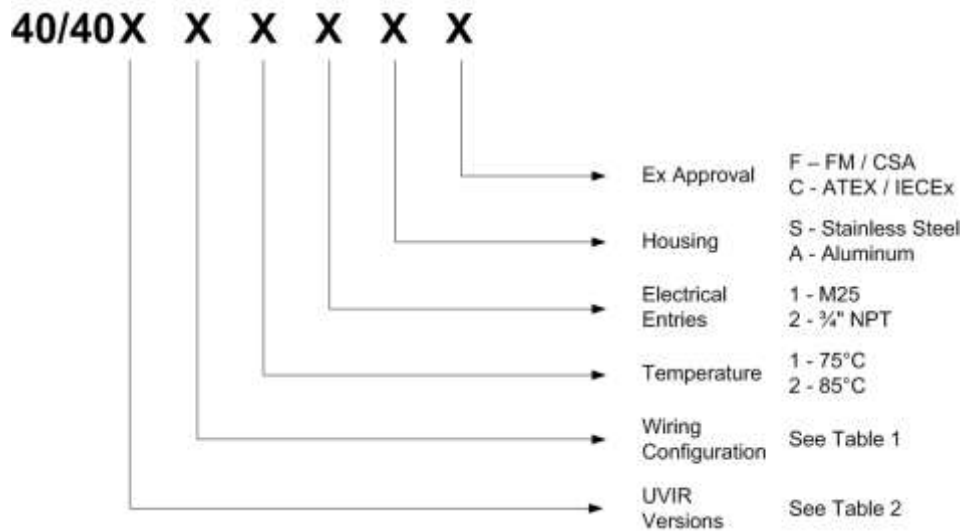 40/40X X X X X X
Ex Approval
F – FM / CSA
C - ATEX / IECEx
Housing
S - Stainless Steel
A - Aluminum
Electrical
Entries
1 - M25
2 - ¾" NPT
Temperature
1 - 75°C
2 - 85°C
Wiring
Configuration
See Table 1
UVIR
Versions
See Table 2